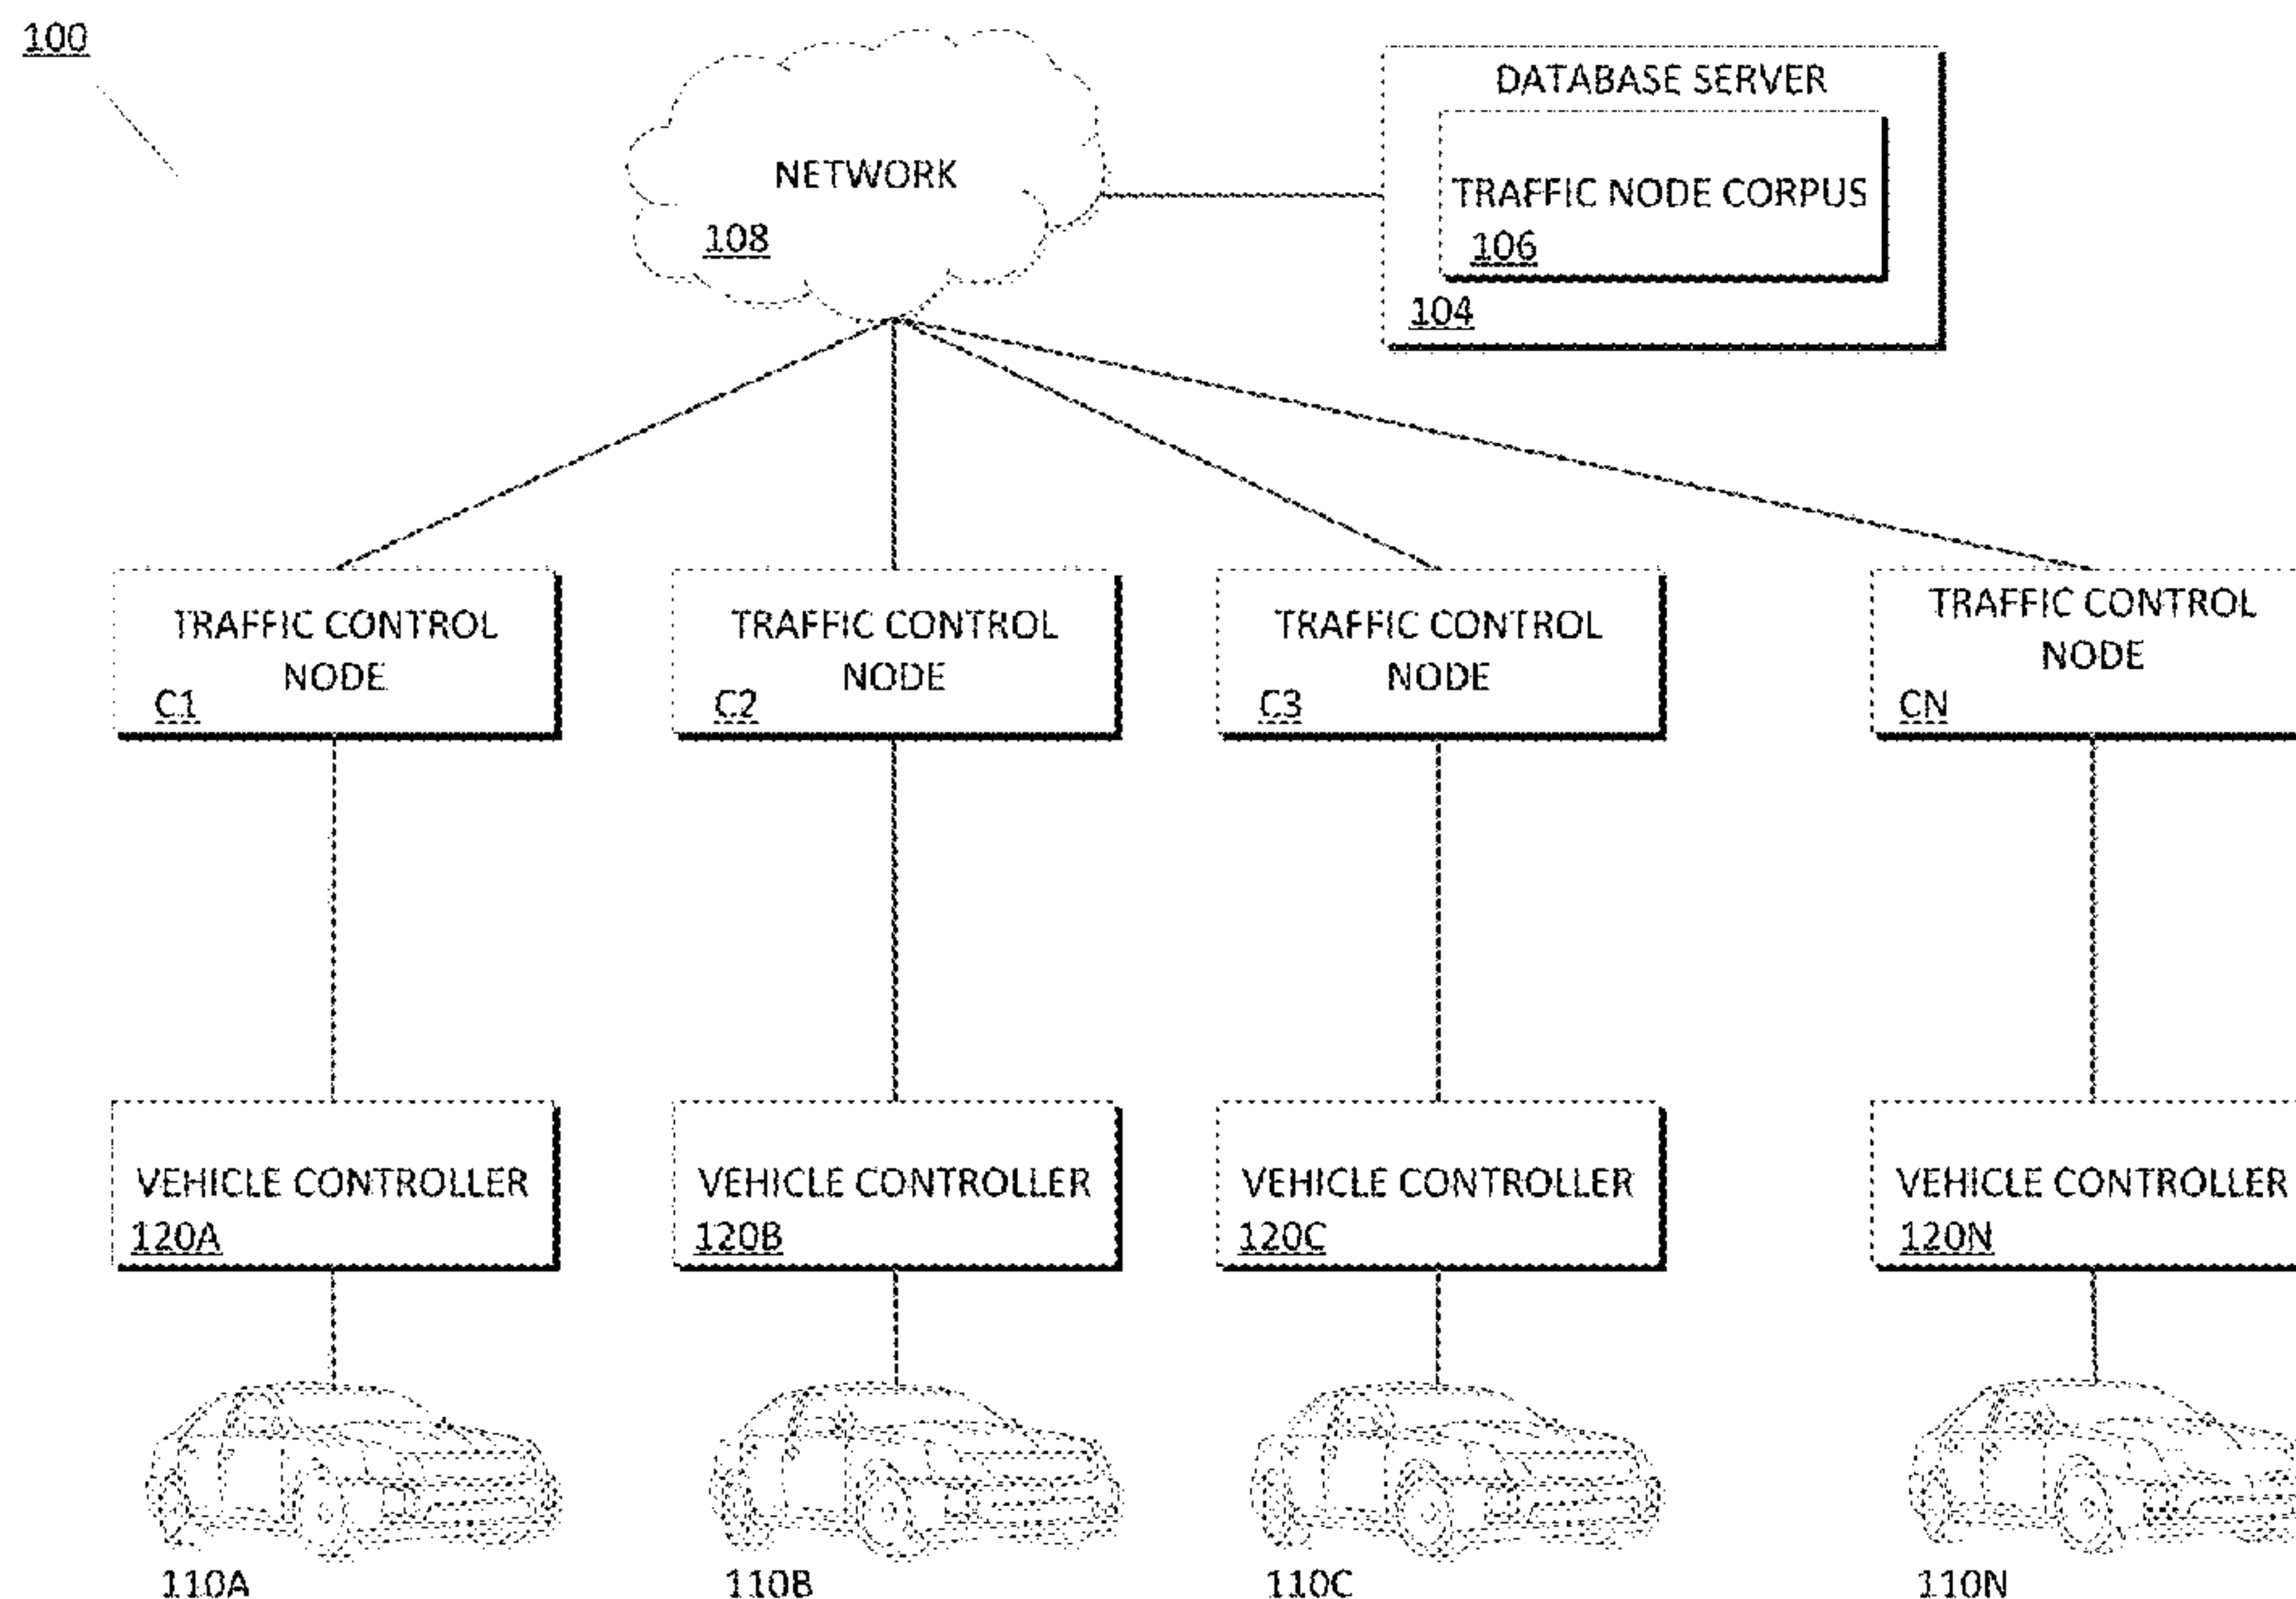 100
NETWORK
108
DATABASE SERVER
TRAFFIC NODE CORPUS
106
104
TRAFFIC CONTROL
NODE
C1
TRAFFIC CONTROL
NODE
C2
TRAFFIC CONTROL
NODE
C3
TRAFFIC CONTROL
NODE
CN
VEHICLE CONTROLLER
120A
VEHICLE CONTROLLER
120B
VEHICLE CONTROLLER
120C
VEHICLE CONTROLLER
120N
110A
110B
110C
110N